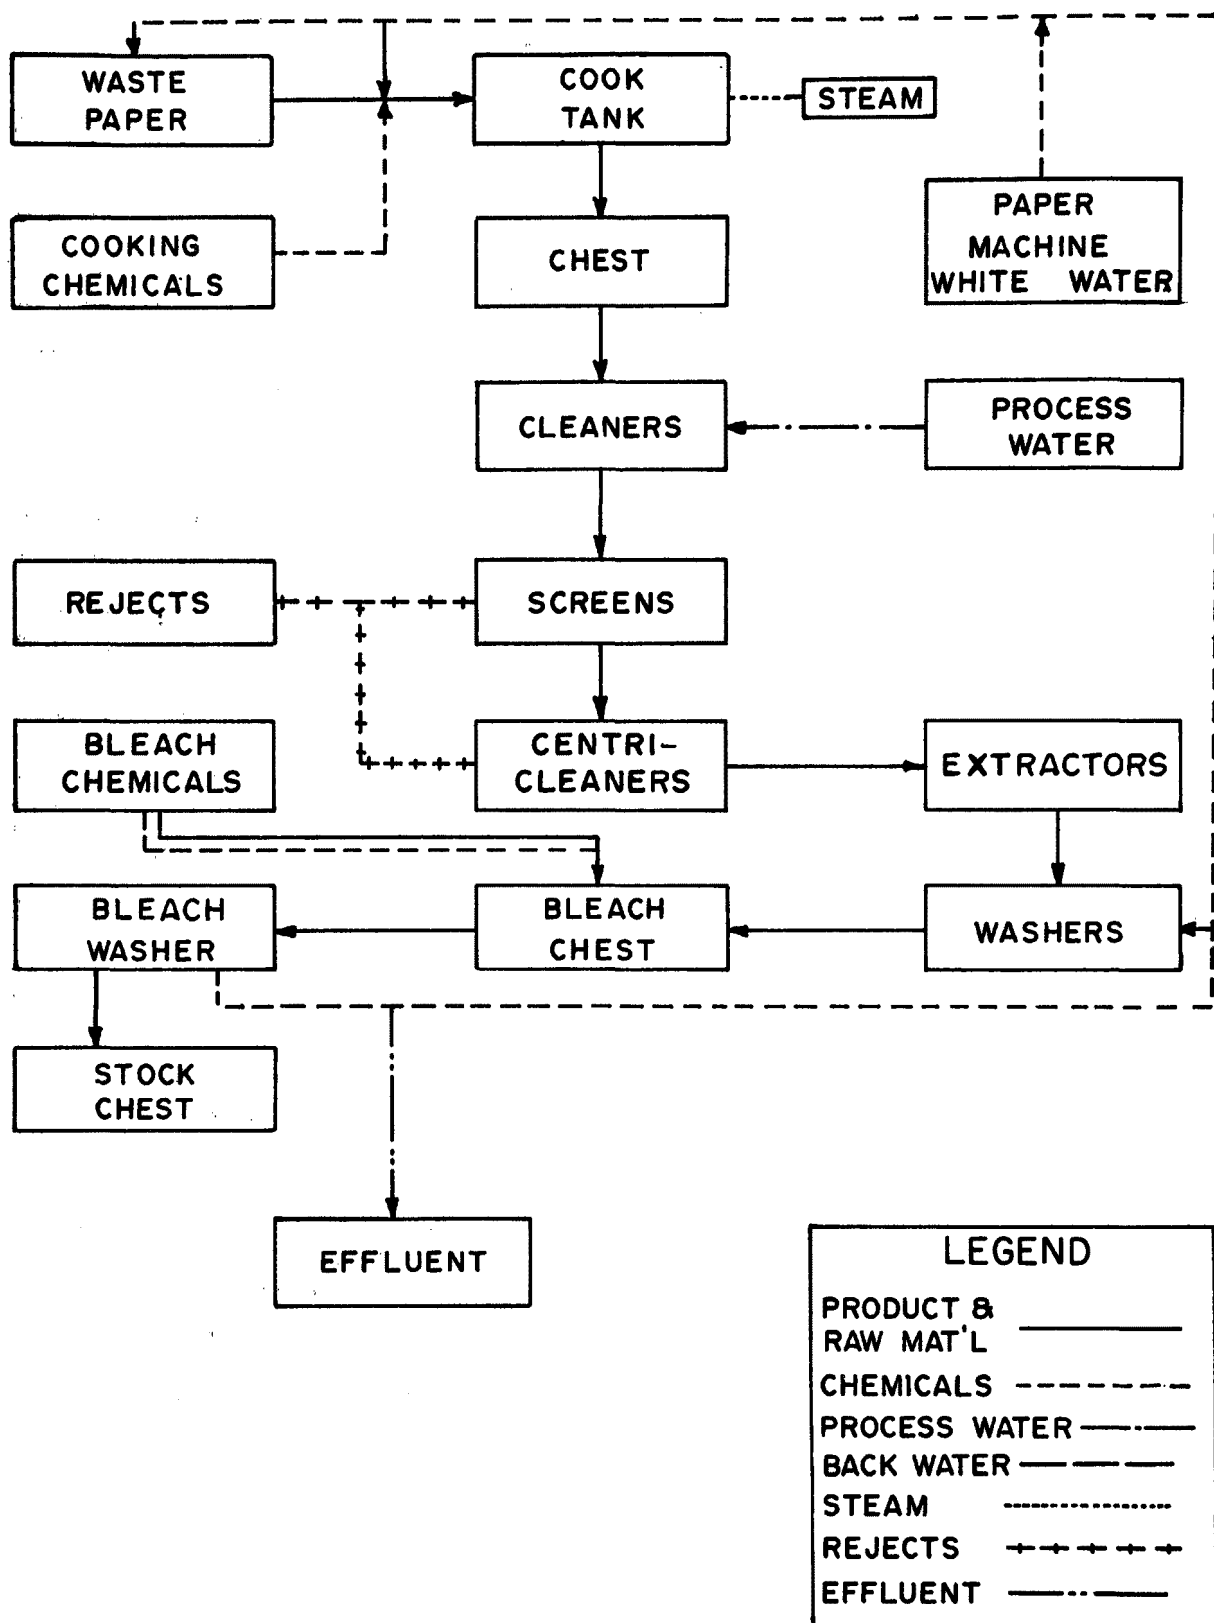 WASTE
PAPER
COOK
TANK
STEAM
COOKING
CHEMICALS
CHEST
PAPER
MACHINE
WHITE WATER
CLEANERS
PROCESS
WATER
REJECTS
SCREENS
BLEACH
CHEMICALS
CENTRI-
CLEANERS
EXTRACTORS
BLEACH
WASHER
BLEACH
CHEST
WASHERS
STOCK
CHEST
EFFLUENT
LEGEND
PRODUCT &
RAW MAT'L
CHEMICALS
PROCESS WATER
BACK WATER
STEAM
REJECTS
EFFLUENT